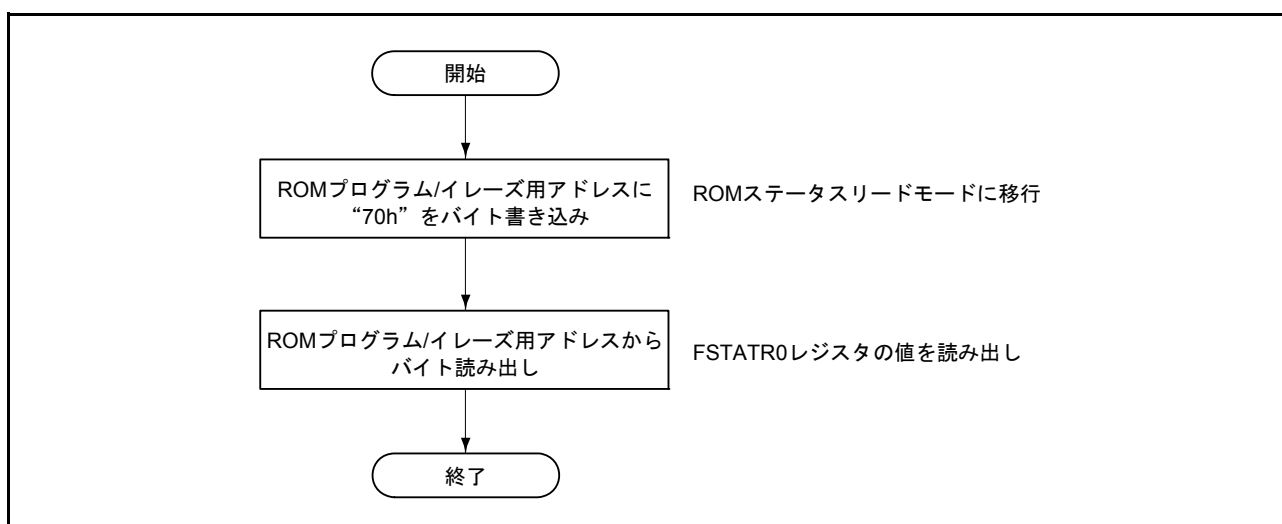 開始
ROMプログラム/イレーズ用アドレスに
“70h”をバイト書き込み
ROMステータスリードモードに移行
ROMプログラム/イレーズ用アドレスから
バイト読み出し
FSTATR0レジスタの値を読み出し
終了